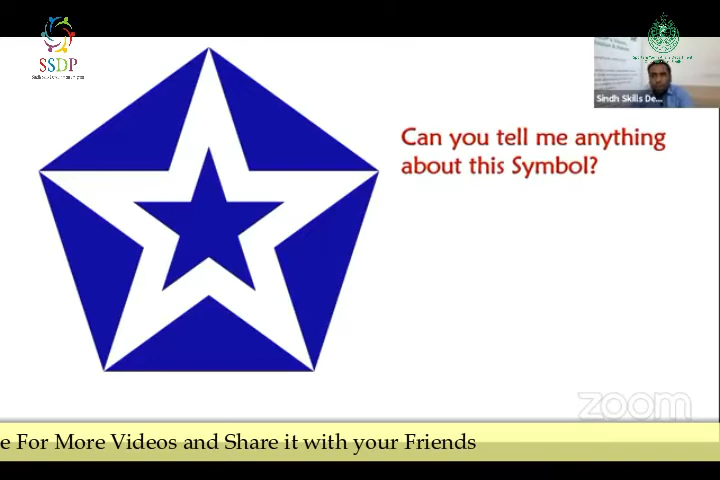 SSDP
Sindh Skills De...
Can you tell me anything
about this Symbol?
zoom
e For More Videos and Share it with your Friends